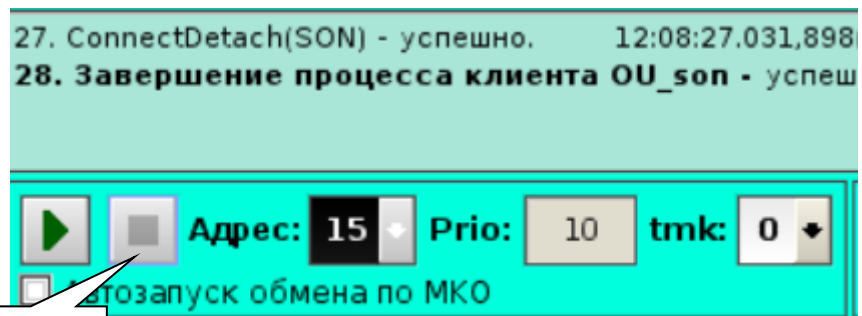 27. ConnectDetach(SON) - успешно. 12:08:27.031,898
28. Завершение процесса клиента OU_son -
Адрес: 15 Prio: 10 tmk: 0
обмена по МКО